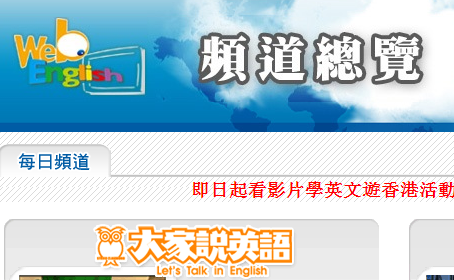 Web
English
頻道總覽
每日頻道
即日起看影片學英文遊香港活動
大家說英語
Let's Talk in English